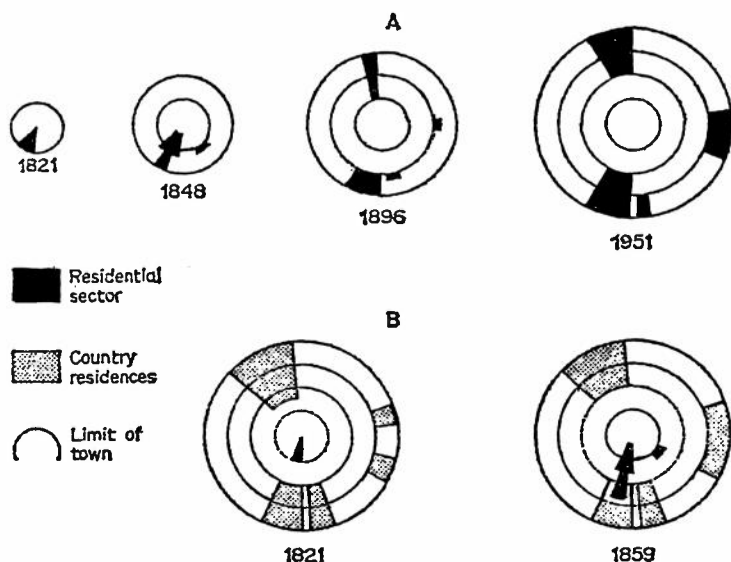 A
1821
1848
1896
1951
Residential
sector
B
Country
residences
Limit of
town
1821
1859